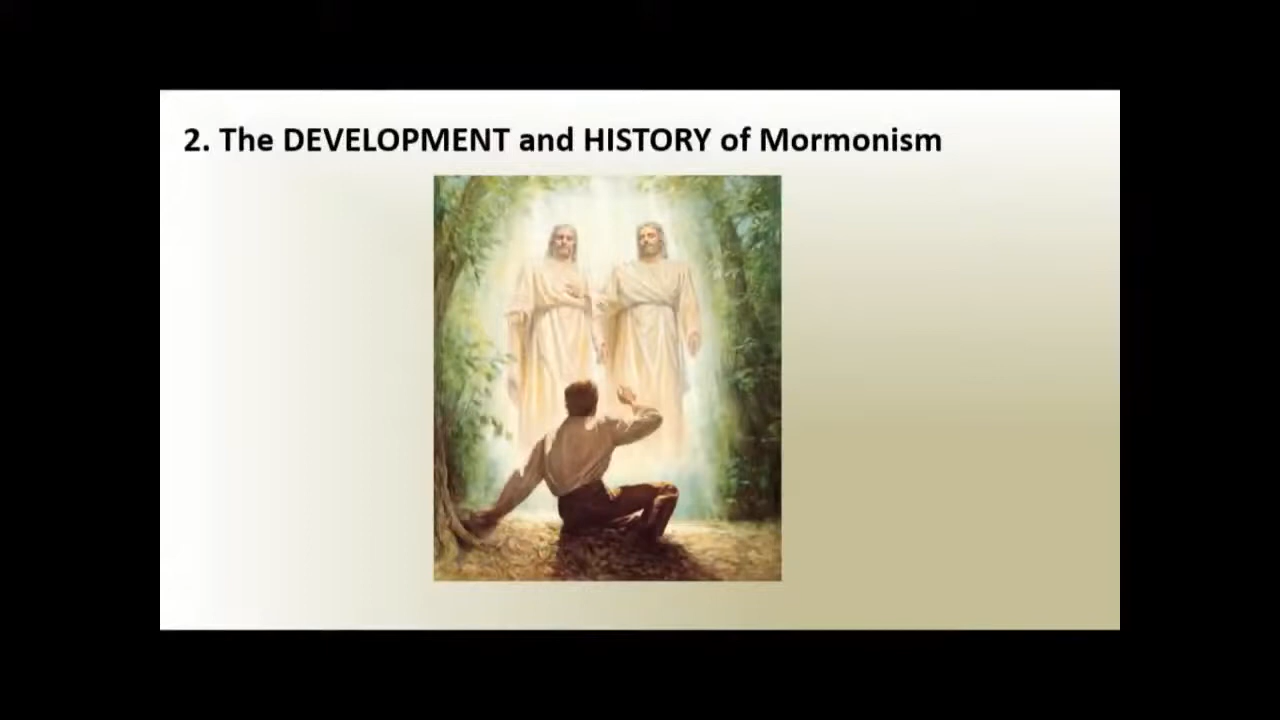 2. The DEVELOPMENT and HISTORY of Mormonism